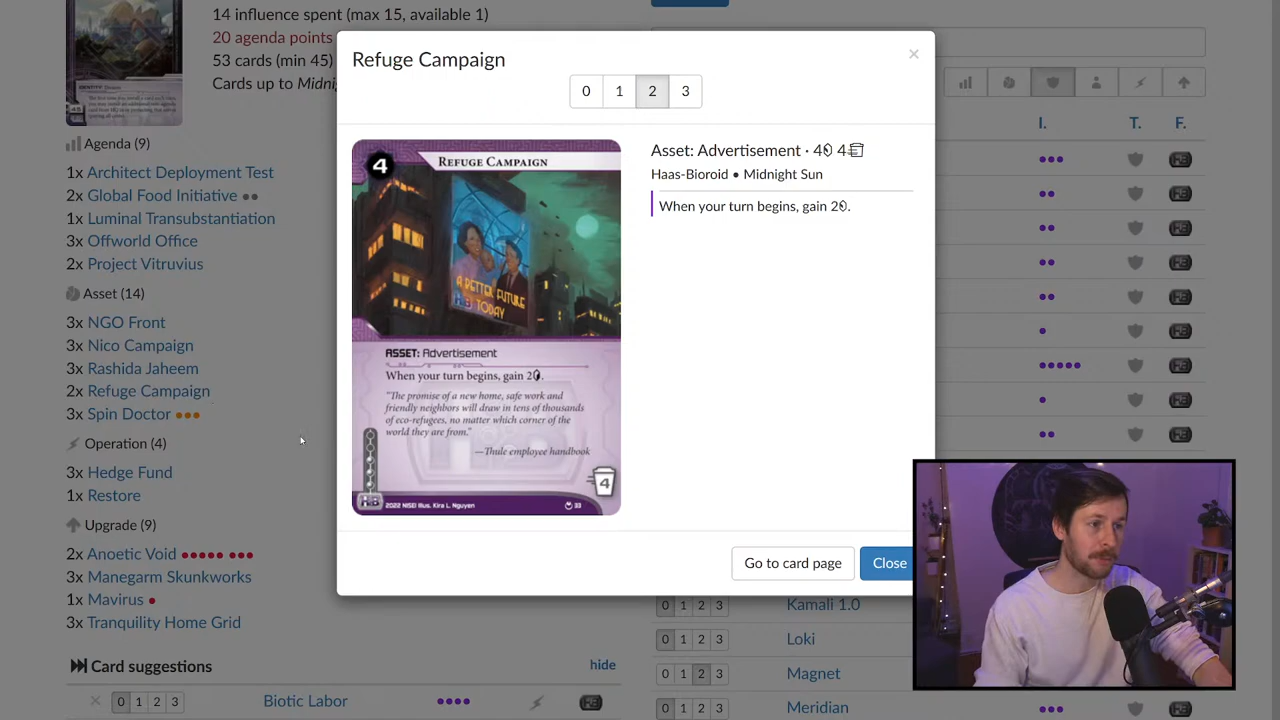 14 influence spent (max 15, available 1)
20 agenda points
53 cards (min 45)
Cards up to Midnig
Agenda (9)
1x Architect Deployment Test
2x Global Food Initiative
1x Luminal Transubstantiation
3x Offworld Office
2x Project Vitruvius
Asset (14)
3x NGO Front
3x Nico Campaign
3x Rashida Jaheem
2x Refuge Campaign
3x Spin Doctor
Operation (4)
3x Hedge Fund
1x Restore
Upgrade (9)
2x Anoetic Void
3x Manegarm Skunkworks
1x Mavirus
3x Tranquility Home Grid
Card suggestions
hide
0 1 2 3 Biotic Labor
Refuge Campaign
×
0 1 2 3
4
Refuge Campaign
A BETTER FUTURE
TODAY
ASSET: Advertisement
When your turn begins, gain 2.
"The promise of a new home, safe work and
friendly neighbors will draw in tens of thousands
of eco-refugees, no matter which corner of the
world they are from."
—Thule employee handbook
4
2022 NISEI Illus. Kira L. Nguyen
33
Asset: Advertisement · 4 4
Haas-Bioroid • Midnight Sun
When your turn begins, gain 2.
Go to card page
Close
I. T. F.
0 1 2 3 Kamali 1.0
0 1 2 3 Loki
0 1 2 3 Magnet
0 1 2 3 Meridian